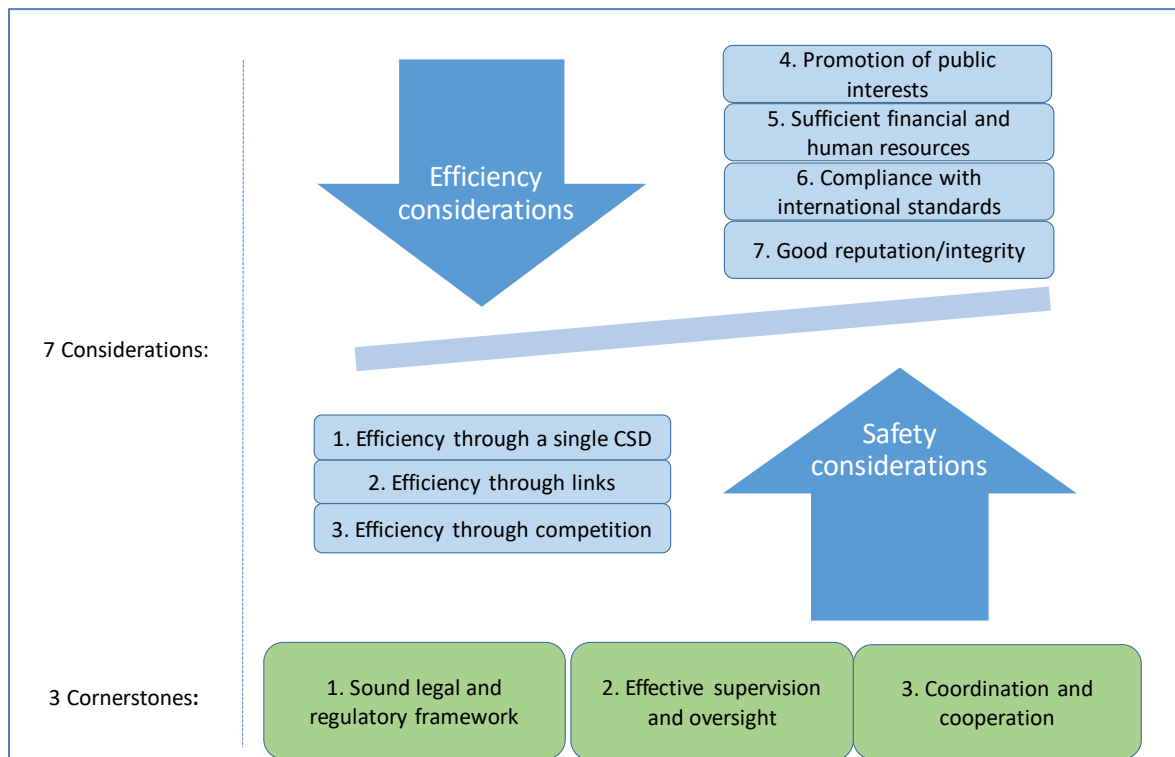 4. Promotion of public
interests
5. Sufficient financial and
human resources
6. Compliance with
international standards
7. Good reputation/integrity
Efficiency
considerations
7 Considerations:
1. Efficiency through a single CSD
2. Efficiency through links
3. Efficiency through competition
Safety
considerations
3 Cornerstones:
1. Sound legal and
regulatory framework
2. Effective supervision
and oversight
3. Coordination and
cooperation